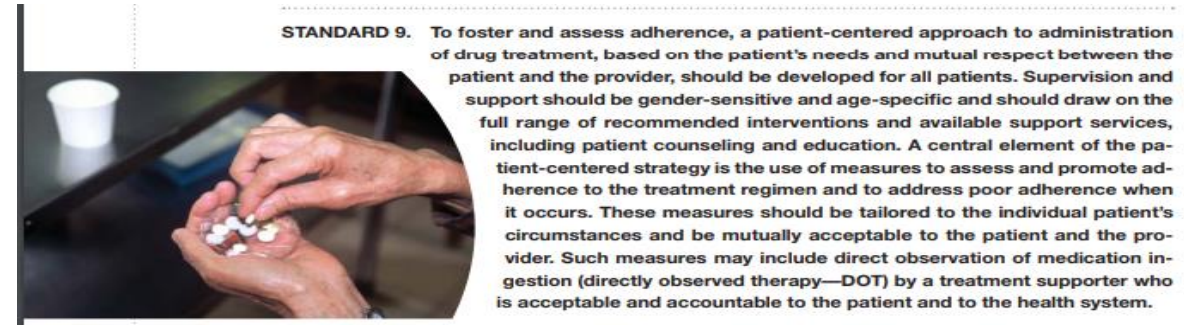 STANDARD 9. To foster and assess adherence, a patient-centered approach to administration
of drug treatment, based on the patient's needs and mutual respect between the
patient and the provider, should be developed for all patients. Supervision and
support should be gender-sensitive and age-specific and should draw on the
full range of recommended interventions and available support services,
including patient counseling and education. A central element of the pa-
tient-centered strategy is the use of measures to assess and promote ad-
herence to the treatment regimen and to address poor adherence when
it occurs. These measures should be tailored to the individual patient's
circumstances and be mutually acceptable to the patient and the pro-
vider. Such measures may include direct observation of medication in-
gestion (directly observed therapy—DOT) by a treatment supporter who
is acceptable and accountable to the patient and to the health system.